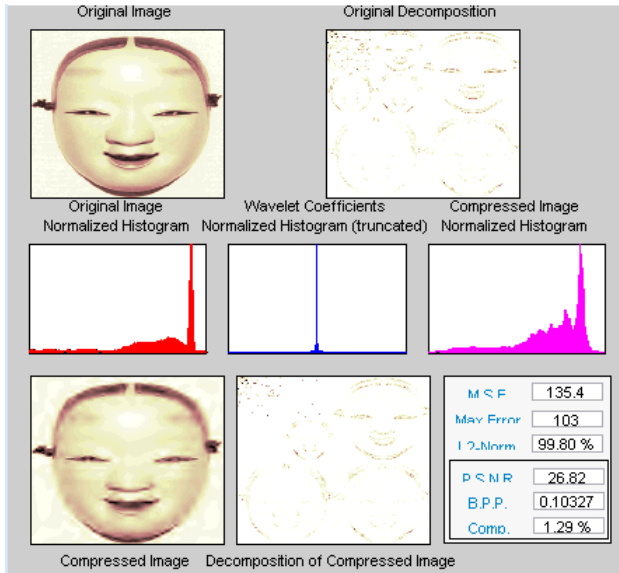 Original Image
Original Decomposition
Original Image
Normalized Histogram
Wavelet Coefficients
Normalized Histogram (truncated)
Compressed Image
Normalized Histogram
M.S.E. 135.4
Max Error 103
L2-Norm 99.80 %
P.S.N.R. 26.82
B.P.P. 0.10327
Comp. 1.29 %
Compressed Image
Decomposition of Compressed Image